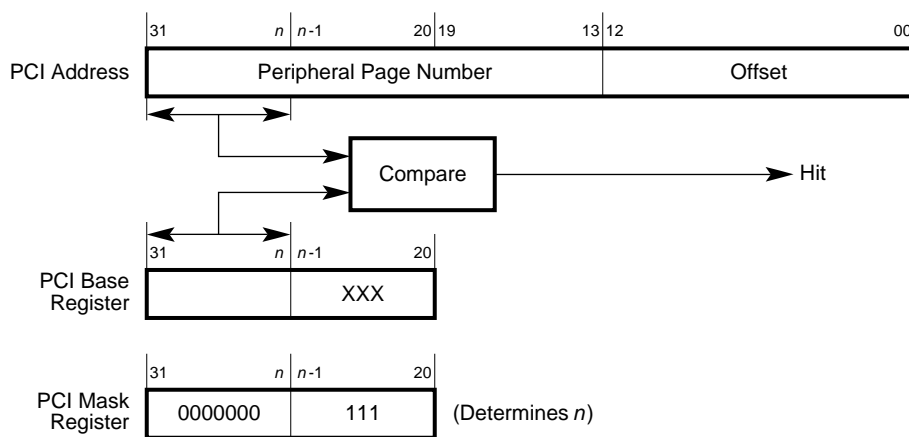 31 n n-1 20 19 13 12 00
PCI Address Peripheral Page Number Offset
Compare Hit
31 n n-1 20
PCI Base
Register
XXX
31 n n-1 20
PCI Mask
Register
0000000 111 (Determines n)